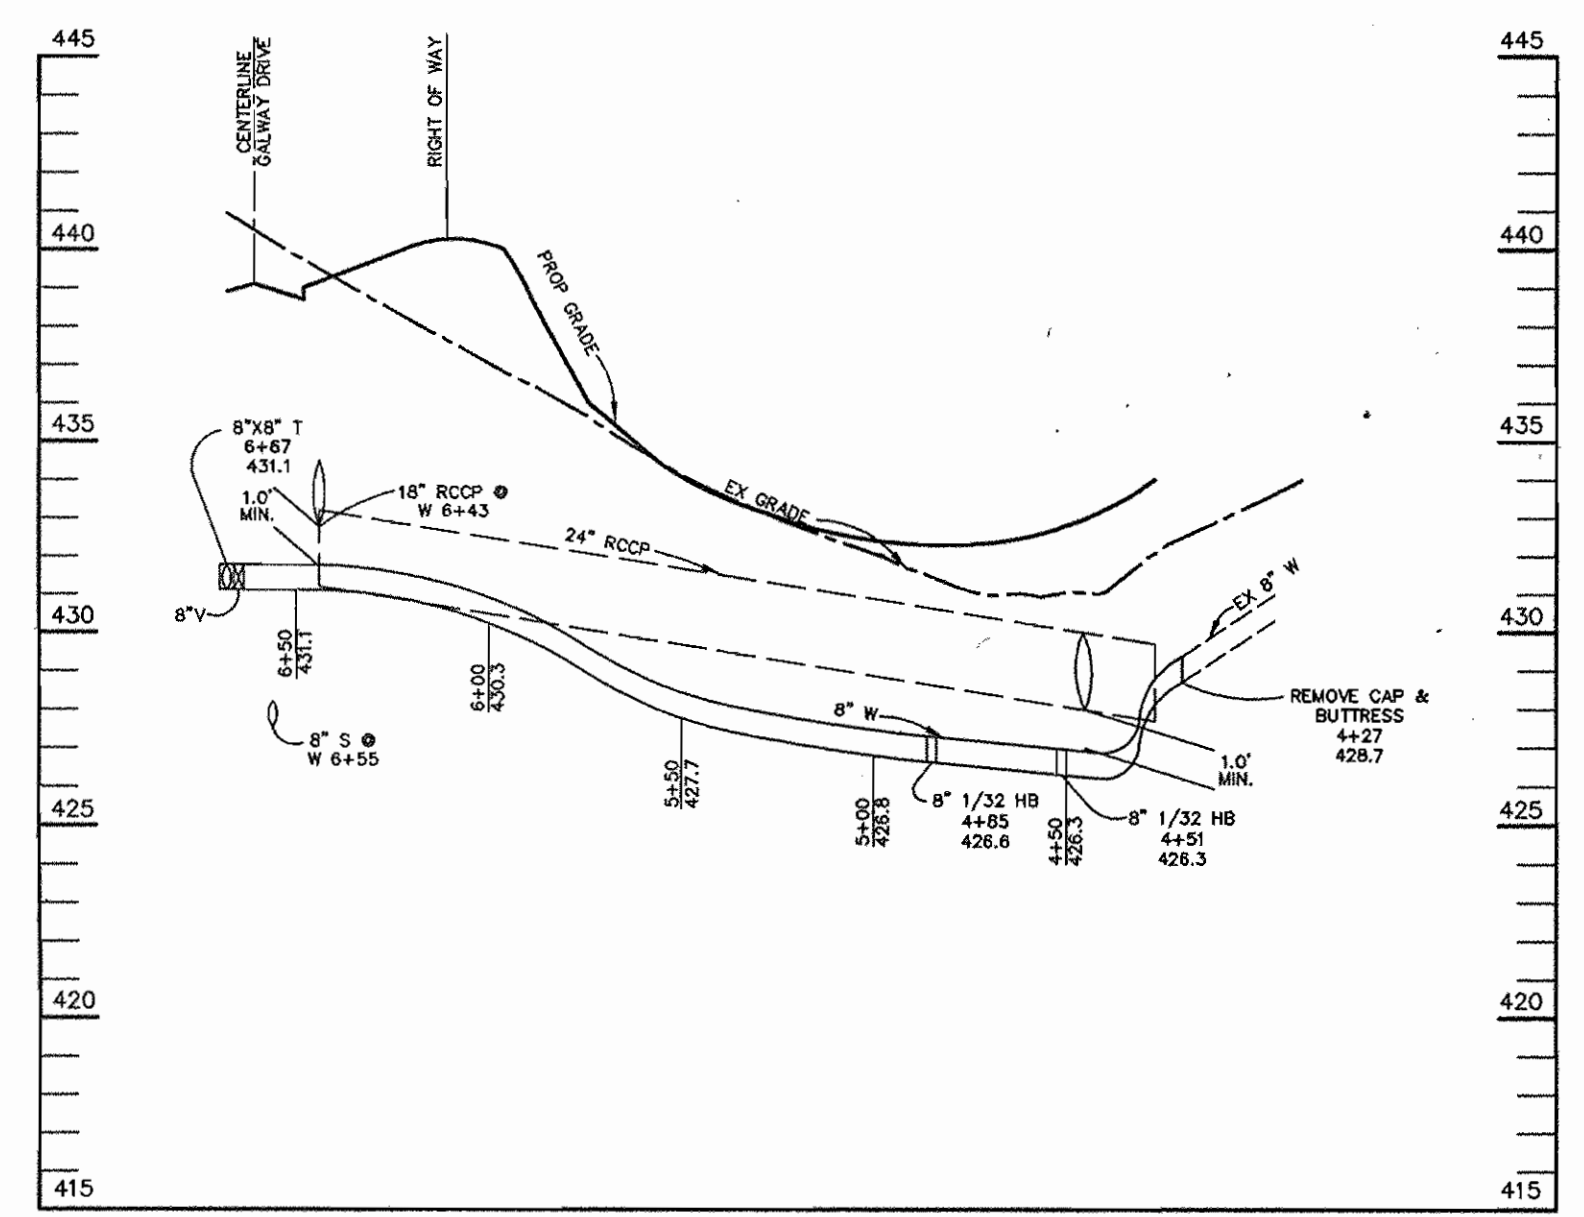 445
445
CENTERLINE
GALWAY DRIVE
RIGHT OF WAY
440
440
PROP GRADE
435
435
8"X8" T
6+67
431.1
1.0'
MIN.
18" RCCP @
W 6+43
EX GRADE
24" RCCP
8"V
430
430
EX 8" W
6+50
431.1
6+00
430.3
8" S @
W 6+55
5+50
427.7
8" W
REMOVE CAP &
BUTTRESS
4+27
428.7
1.0'
MIN.
425
425
5+00
426.8
8" 1/32 HB
4+85
426.6
4+50
426.3
8" 1/32 HB
4+51
426.3
420
420
415
415